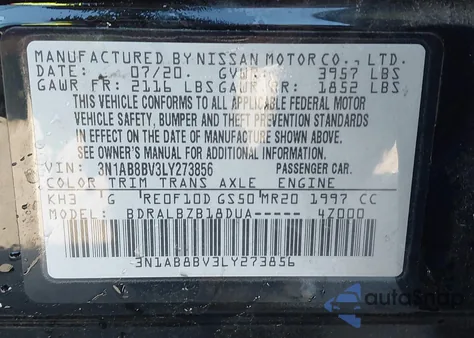 MANUFACTURED BY NISSAN MOTOR CO., LTD.
DATE: 07/20. GVWR: 3957 LBS
GAWR FR: 2116 LBS GAWR RR: 1852 LBS
THIS VEHICLE CONFORMS TO ALL APPLICABLE FEDERAL MOTOR
VEHICLE SAFETY, BUMPER AND THEFT PREVENTION STANDARDS
IN EFFECT ON THE DATE OF MANUFACTURE SHOWN ABOVE.
SEE OWNER'S MANUAL FOR ADDITIONAL INFORMATION.
VIN: 3N1AB8BV3LY273856 PASSENGER CAR.
COLOR TRIM TRANS AXLE ENGINE
KH3 G RE0F10D GS50 MR20 1997 CC
MODEL: BDRALBZB18DUA----- 4Z000
3N1AB8BV3LY273856
autoSnap